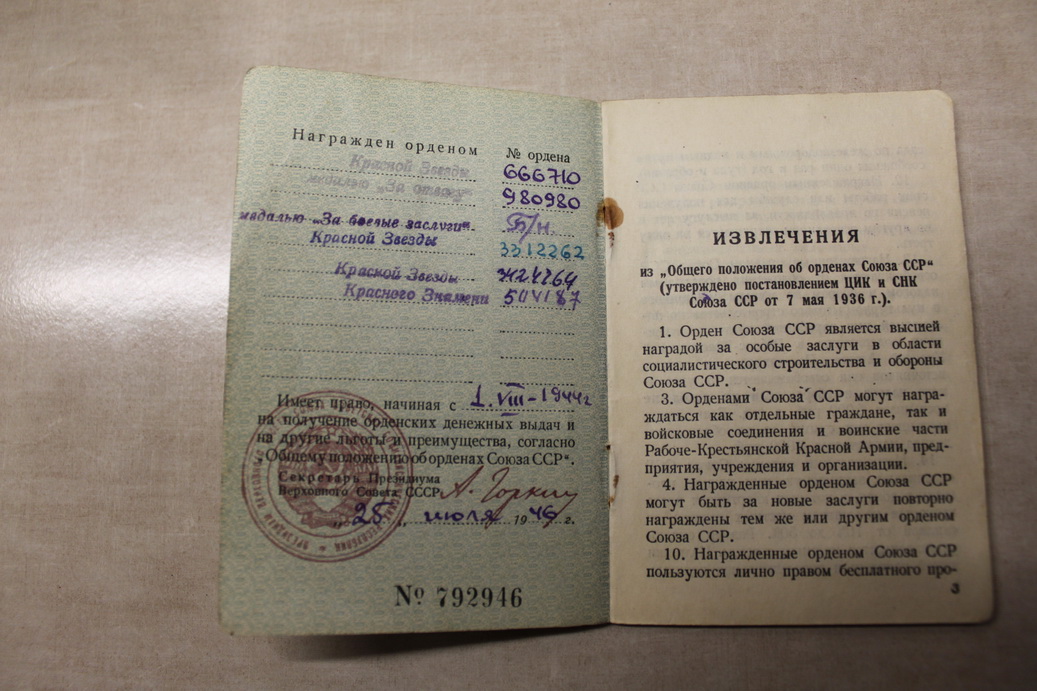 Награжден орденом
№ ордена
Красной Звезды 666710
медалью „За отвагу“ 980980
медалью „За боевые заслуги“ Б/н.
Красной Звезды 3312262
Красной Звезды
Красного Знамени
Имеет право, начиная с 1.VIII-1944г
на получение орденских денежных выдач и
на другие льготы и преимущества, согласно
„Общему положению об орденах Союза ССР“.
Секретарь Президиума
Верховного Совета СССР А. Горкин
„25„ июля 1946 г.
№ 792946
ИЗВЛЕЧЕНИЯ
из „Общего положения об орденах Союза ССР“
(утверждено постановлением ЦИК и СНК
Союза ССР от 7 мая 1936 г.).
1. Орден Союза ССР является высшей
наградой за особые заслуги в области
социалистического строительства и обороны
Союза ССР.
3. Орденами Союза ССР могут награ-
ждаться как отдельные граждане, так и
войсковые соединения и воинские части
Рабоче-Крестьянской Красной Армии, пред-
приятия, учреждения и организации.
4. Награжденные орденом Союза ССР
могут быть за новые заслуги повторно
награждены тем же или другим орденом
Союза ССР.
10. Награжденные орденом Союза ССР
пользуются лично правом бесплатного про-
3